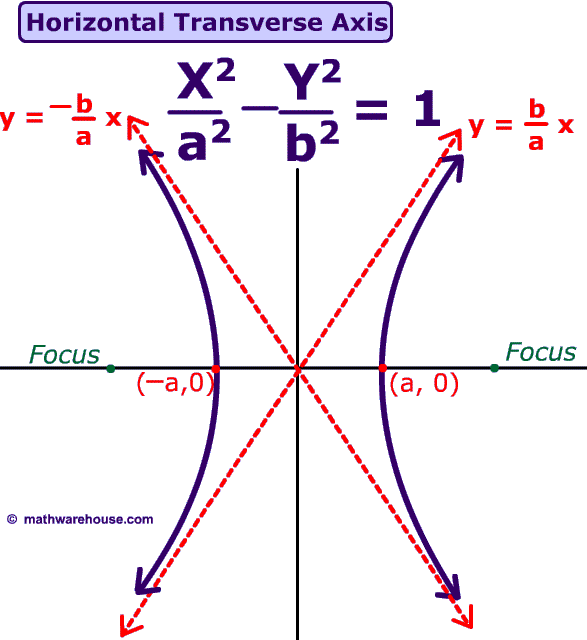 Horizontal Transverse Axis
X²/a² − Y²/b² = 1
y = −b/a x
y = b/a x
Focus
Focus
(−a,0)
(a, 0)
© mathwarehouse.com